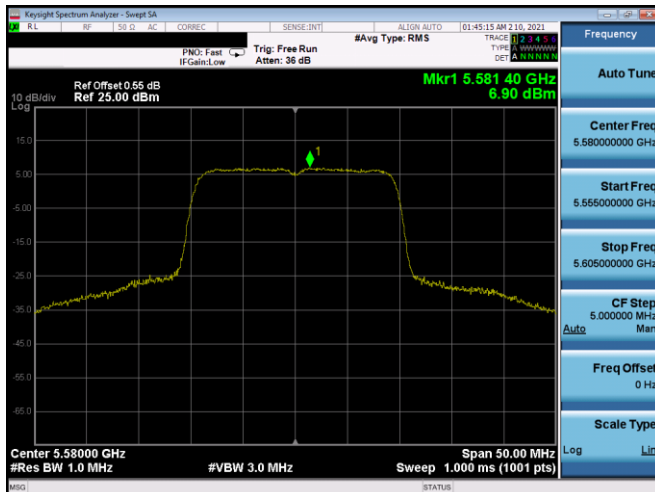 Keysight Spectrum Analyzer - Swept SA
RL RF 50 Ω AC CORREC SENSE:INT ALIGN AUTO 01:45:15 AM 2 10, 2021
#Avg Type: RMS
TRACE 1 2 3 4 5 6
TYPE A WWWWW
DET A N N N N N
PNO: Fast
IFGain:Low
Trig: Free Run
Atten: 36 dB
Mkr1 5.581 40 GHz
6.90 dBm
Ref Offset 0.55 dB
Ref 25.00 dBm
10 dB/div
Log
1
15.0
5.00
-5.00
-15.0
-25.0
-35.0
-45.0
-55.0
-65.0
Center 5.58000 GHz
Span 50.00 MHz
#Res BW 1.0 MHz
#VBW 3.0 MHz
Sweep 1.000 ms (1001 pts)
MSG
STATUS
Frequency
Auto Tune
Center Freq
5.580000000 GHz
Start Freq
5.555000000 GHz
Stop Freq
5.605000000 GHz
CF Step
5.000000 MHz
Auto Man
Freq Offset
0 Hz
Scale Type
Log Lin